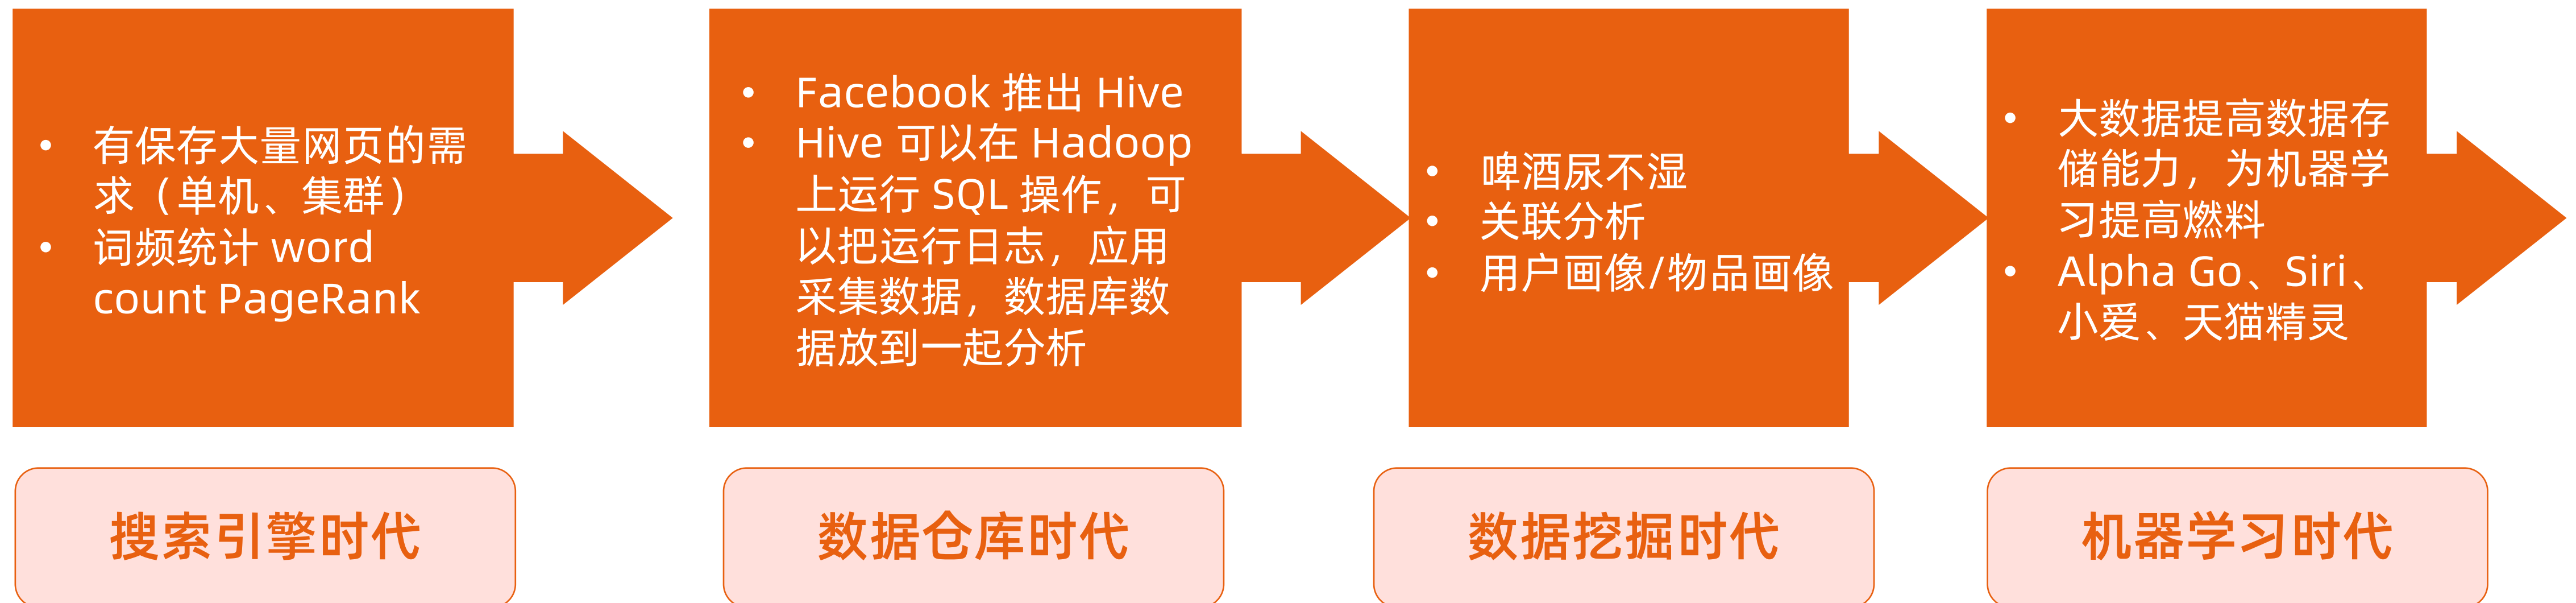 • 有保存大量网页的需
求（单机、集群）
• 词频统计 word
count PageRank
• Facebook 推出 Hive
• Hive 可以在 Hadoop
上运行 SQL 操作，可
以把运行日志，应用
采集数据，数据库数
据放到一起分析
• 啤酒尿不湿
• 关联分析
• 用户画像/物品画像
• 大数据提高数据存
储能力，为机器学
习提高燃料
• Alpha Go、Siri、
小爱、天猫精灵
搜索引擎时代
数据仓库时代
数据挖掘时代
机器学习时代